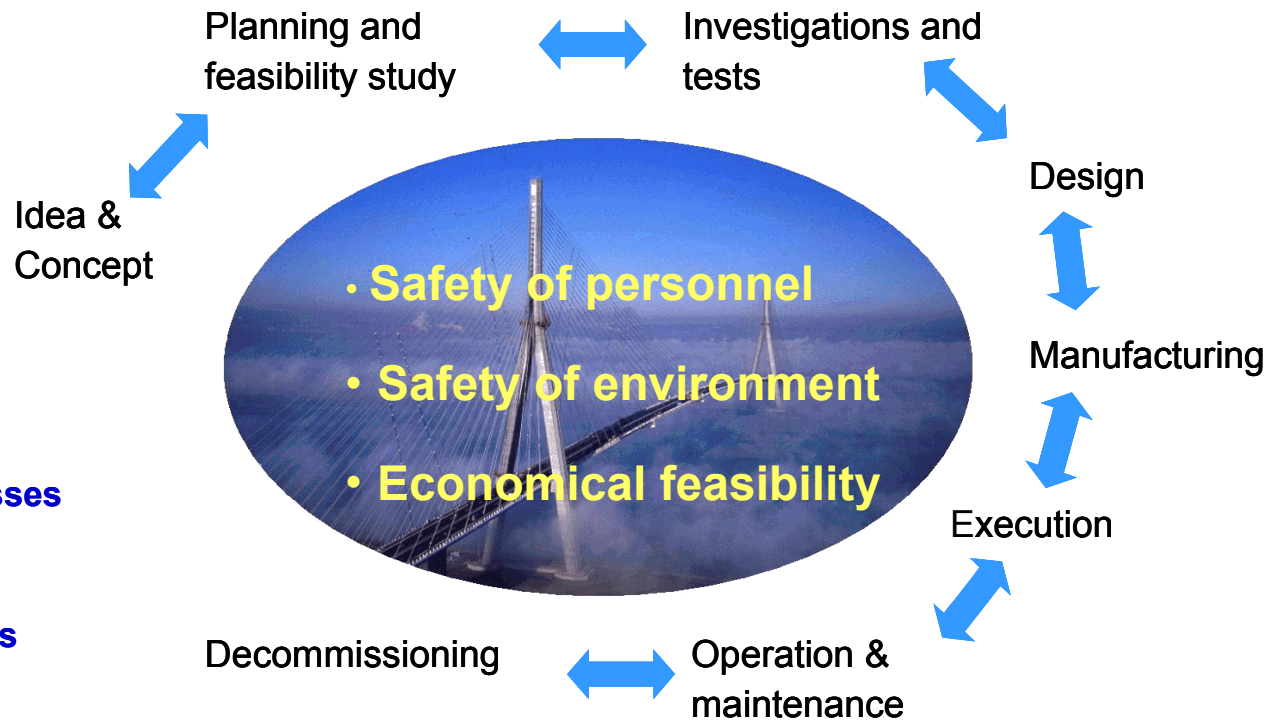 Planning and
feasibility study
Investigations and
tests
Design
Idea &
Concept
• Safety of personnel
• Safety of environment
• Economical feasibility
Manufacturing
sses
Execution
s
Decommissioning
Operation &
maintenance